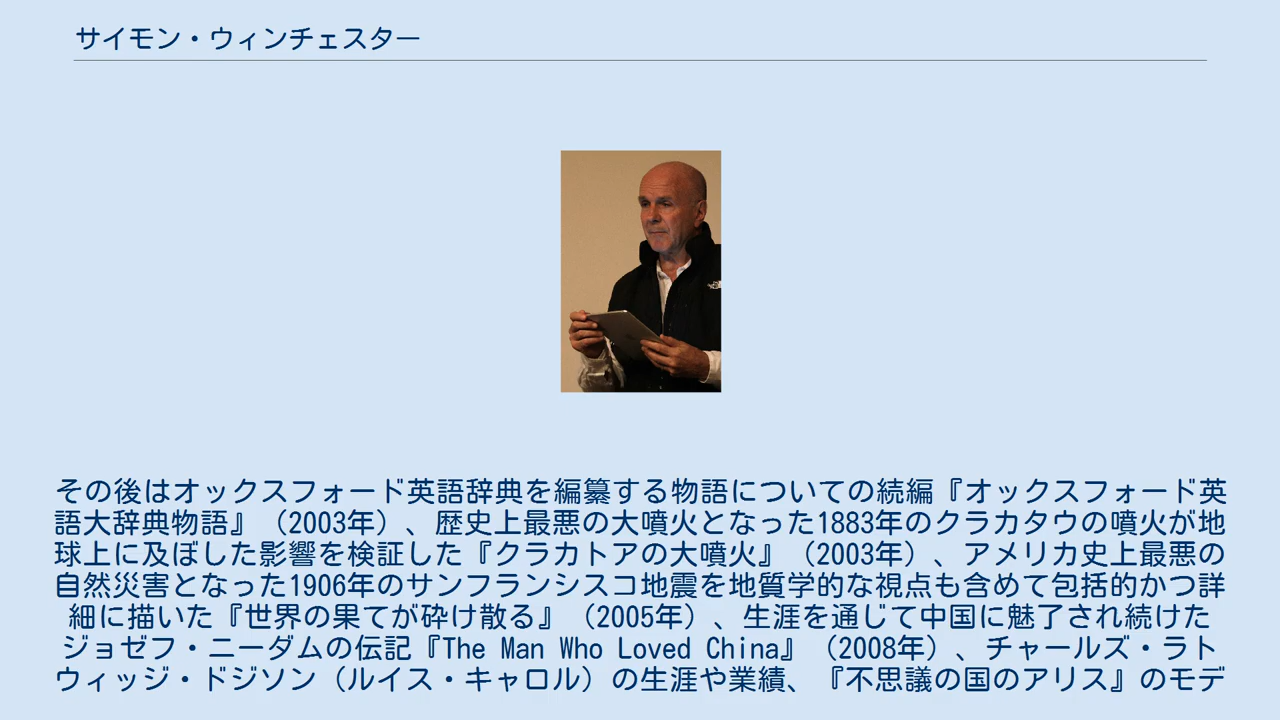 サイモン・ウィンチェスター
その後はオックスフォード英語辞典を編纂する物語についての続編『オックスフォード英
語大辞典物語』（2003年）、歴史上最悪の大噴火となった1883年のクラカタウの噴火が地
球上に及ぼした影響を検証した『クラカトアの大噴火』（2003年）、アメリカ史上最悪の
自然災害となった1906年のサンフランシスコ地震を地質学的な視点も含めて包括的かつ詳
細に描いた『世界の果てが砕け散る』（2005年）、生涯を通じて中国に魅了され続けた
ジョゼフ・ニーダムの伝記『The Man Who Loved China』（2008年）、チャールズ・ラト
ウィッジ・ドジソン（ルイス・キャロル）の生涯や業績、『不思議の国のアリス』のモデ